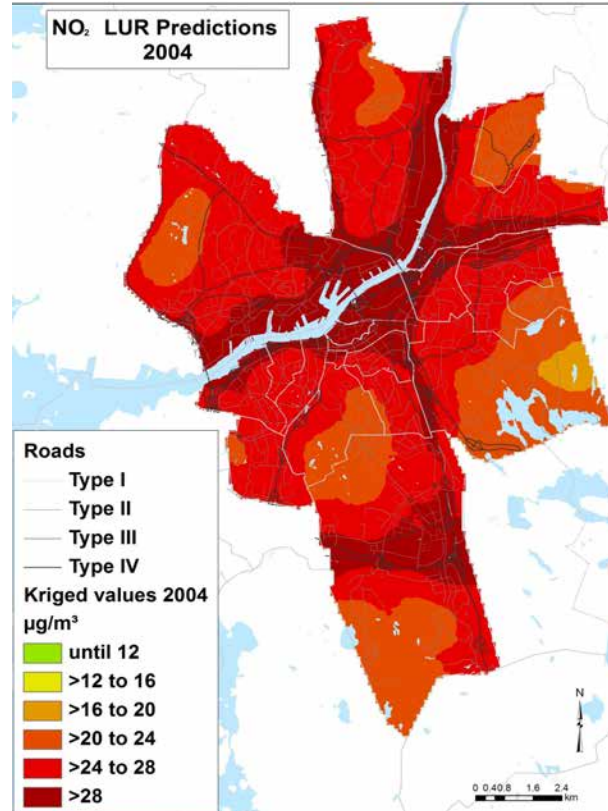 NO₂ LUR Predictions
2004
Roads
Type I
Type II
Type III
Type IV
Kriged values 2004
µg/m³
until 12
>12 to 16
>16 to 20
>20 to 24
>24 to 28
>28
N
0 0.4 0.8 1.6 2.4
km